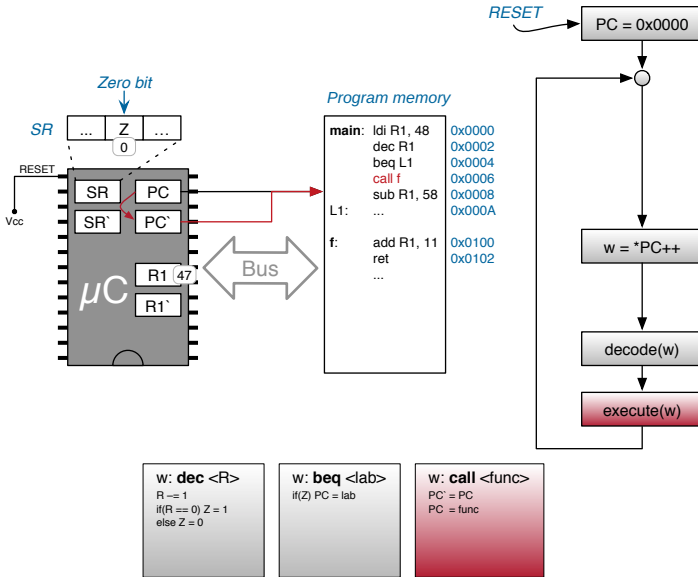 RESET
PC = 0x0000
Zero bit
Program memory
SR
... Z ...
0
RESET
Vcc
SR PC
SR` PC`
R1 47
R1`
µC
Bus
main: ldi R1, 48 0x0000
dec R1 0x0002
beq L1 0x0004
call f 0x0006
sub R1, 58 0x0008
L1: ... 0x000A
f: add R1, 11 0x0100
ret 0x0102
...
w = *PC++
decode(w)
execute(w)
w: dec <R>
R –= 1
if(R == 0) Z = 1
else Z = 0
w: beq <lab>
if(Z) PC = lab
w: call <func>
PC` = PC
PC = func